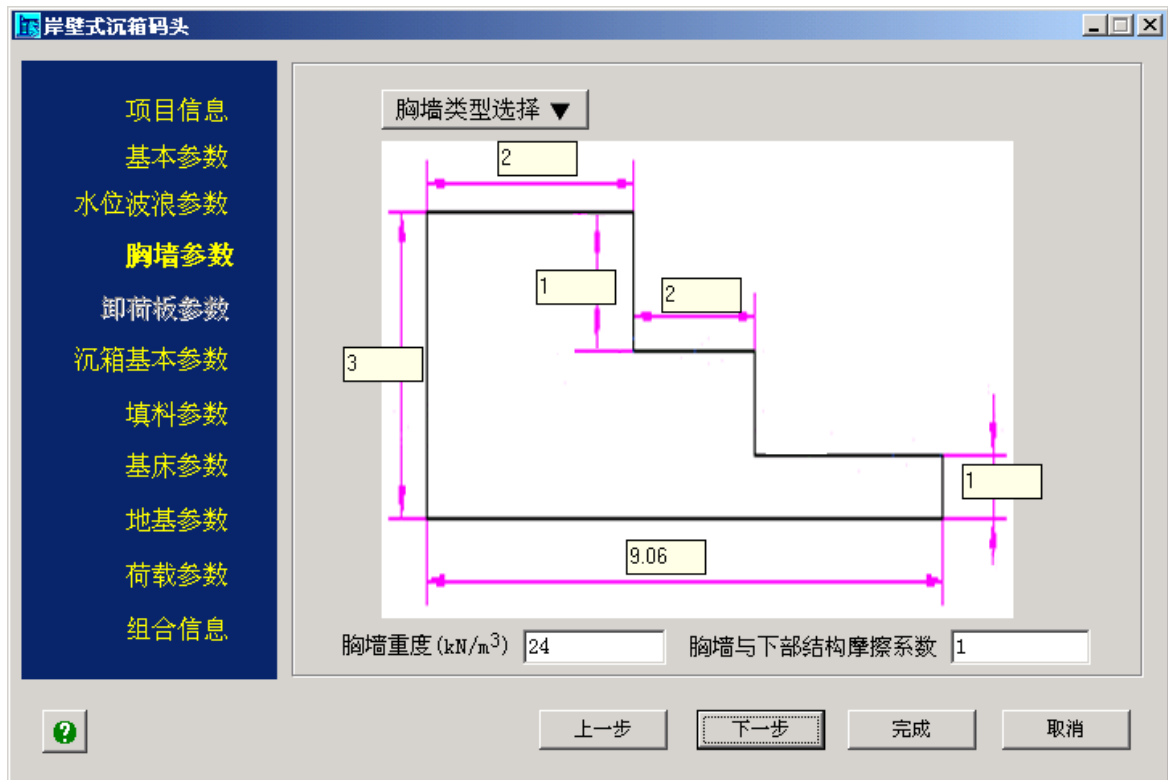 岸壁式沉箱码头
项目信息
基本参数
水位波浪参数
胸墙参数
卸荷板参数
沉箱基本参数
填料参数
基床参数
地基参数
荷载参数
组合信息
胸墙类型选择 ▼
2
1
2
3
1
9.06
胸墙重度(kN/m³) 24 胸墙与下部结构摩擦系数 1
上一步 下一步 完成 取消